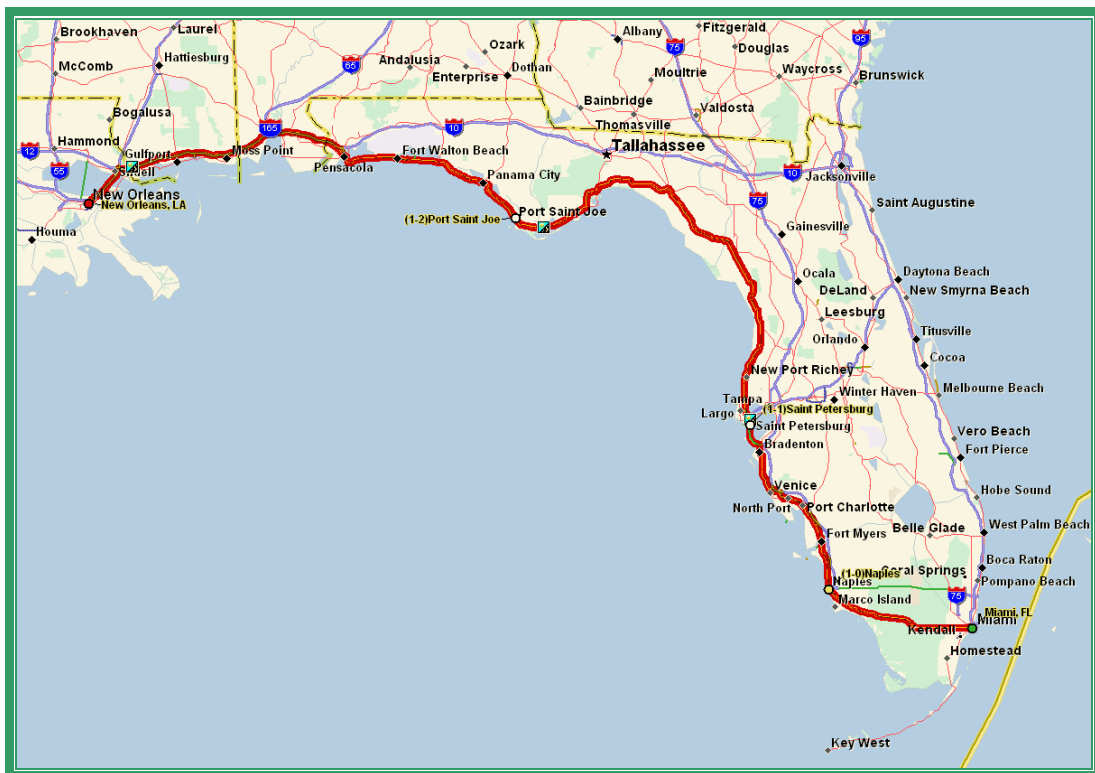 Brookhaven
Laurel
Fitzgerald
Albany
75
95
Ozark
Hattiesburg
Andalusia
65
Douglas
McComb
Enterprise
Dothan
Moultrie
Waycross
Brunswick
Bainbridge
Valdosta
Bogalusa
Thomasville
165
10
Hammond
Tallahassee
12
Gulfport
Moss Point
Fort Walton Beach
Pensacola
55
Slidell
10
Jacksonville
Panama City
New Orleans
New Orleans, LA
75
Saint Augustine
(1-2)Port Saint Joe
Port Saint Joe
Gainesville
Houma
Ocala
Daytona Beach
DeLand
New Smyrna Beach
Leesburg
Titusville
Orlando
Cocoa
New Port Richey
Winter Haven
Melbourne Beach
Tampa
Largo
(1-1)Saint Petersburg
Saint Petersburg
Vero Beach
Bradenton
Fort Pierce
Venice
Hobe Sound
North Port
Port Charlotte
Belle Glade
West Palm Beach
Fort Myers
Boca Raton
Coral Springs
(1-0)Naples
Naples
Pompano Beach
75
Marco Island
Miami, FL
Miami
Kendall
Homestead
Key West